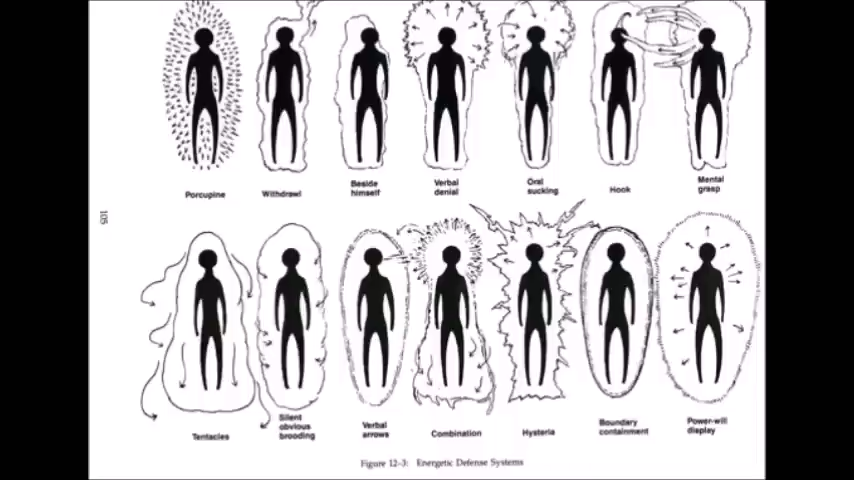 Porcupine
Withdrawl
Beside
himself
Verbal
denial
Oral
sucking
Hook
Mental
grasp
105
Tentacles
Silent
obvious
brooding
Verbal
arrows
Combination
Hysteria
Boundary
containment
Power-will
display
Figure 12-3: Energetic Defense Systems